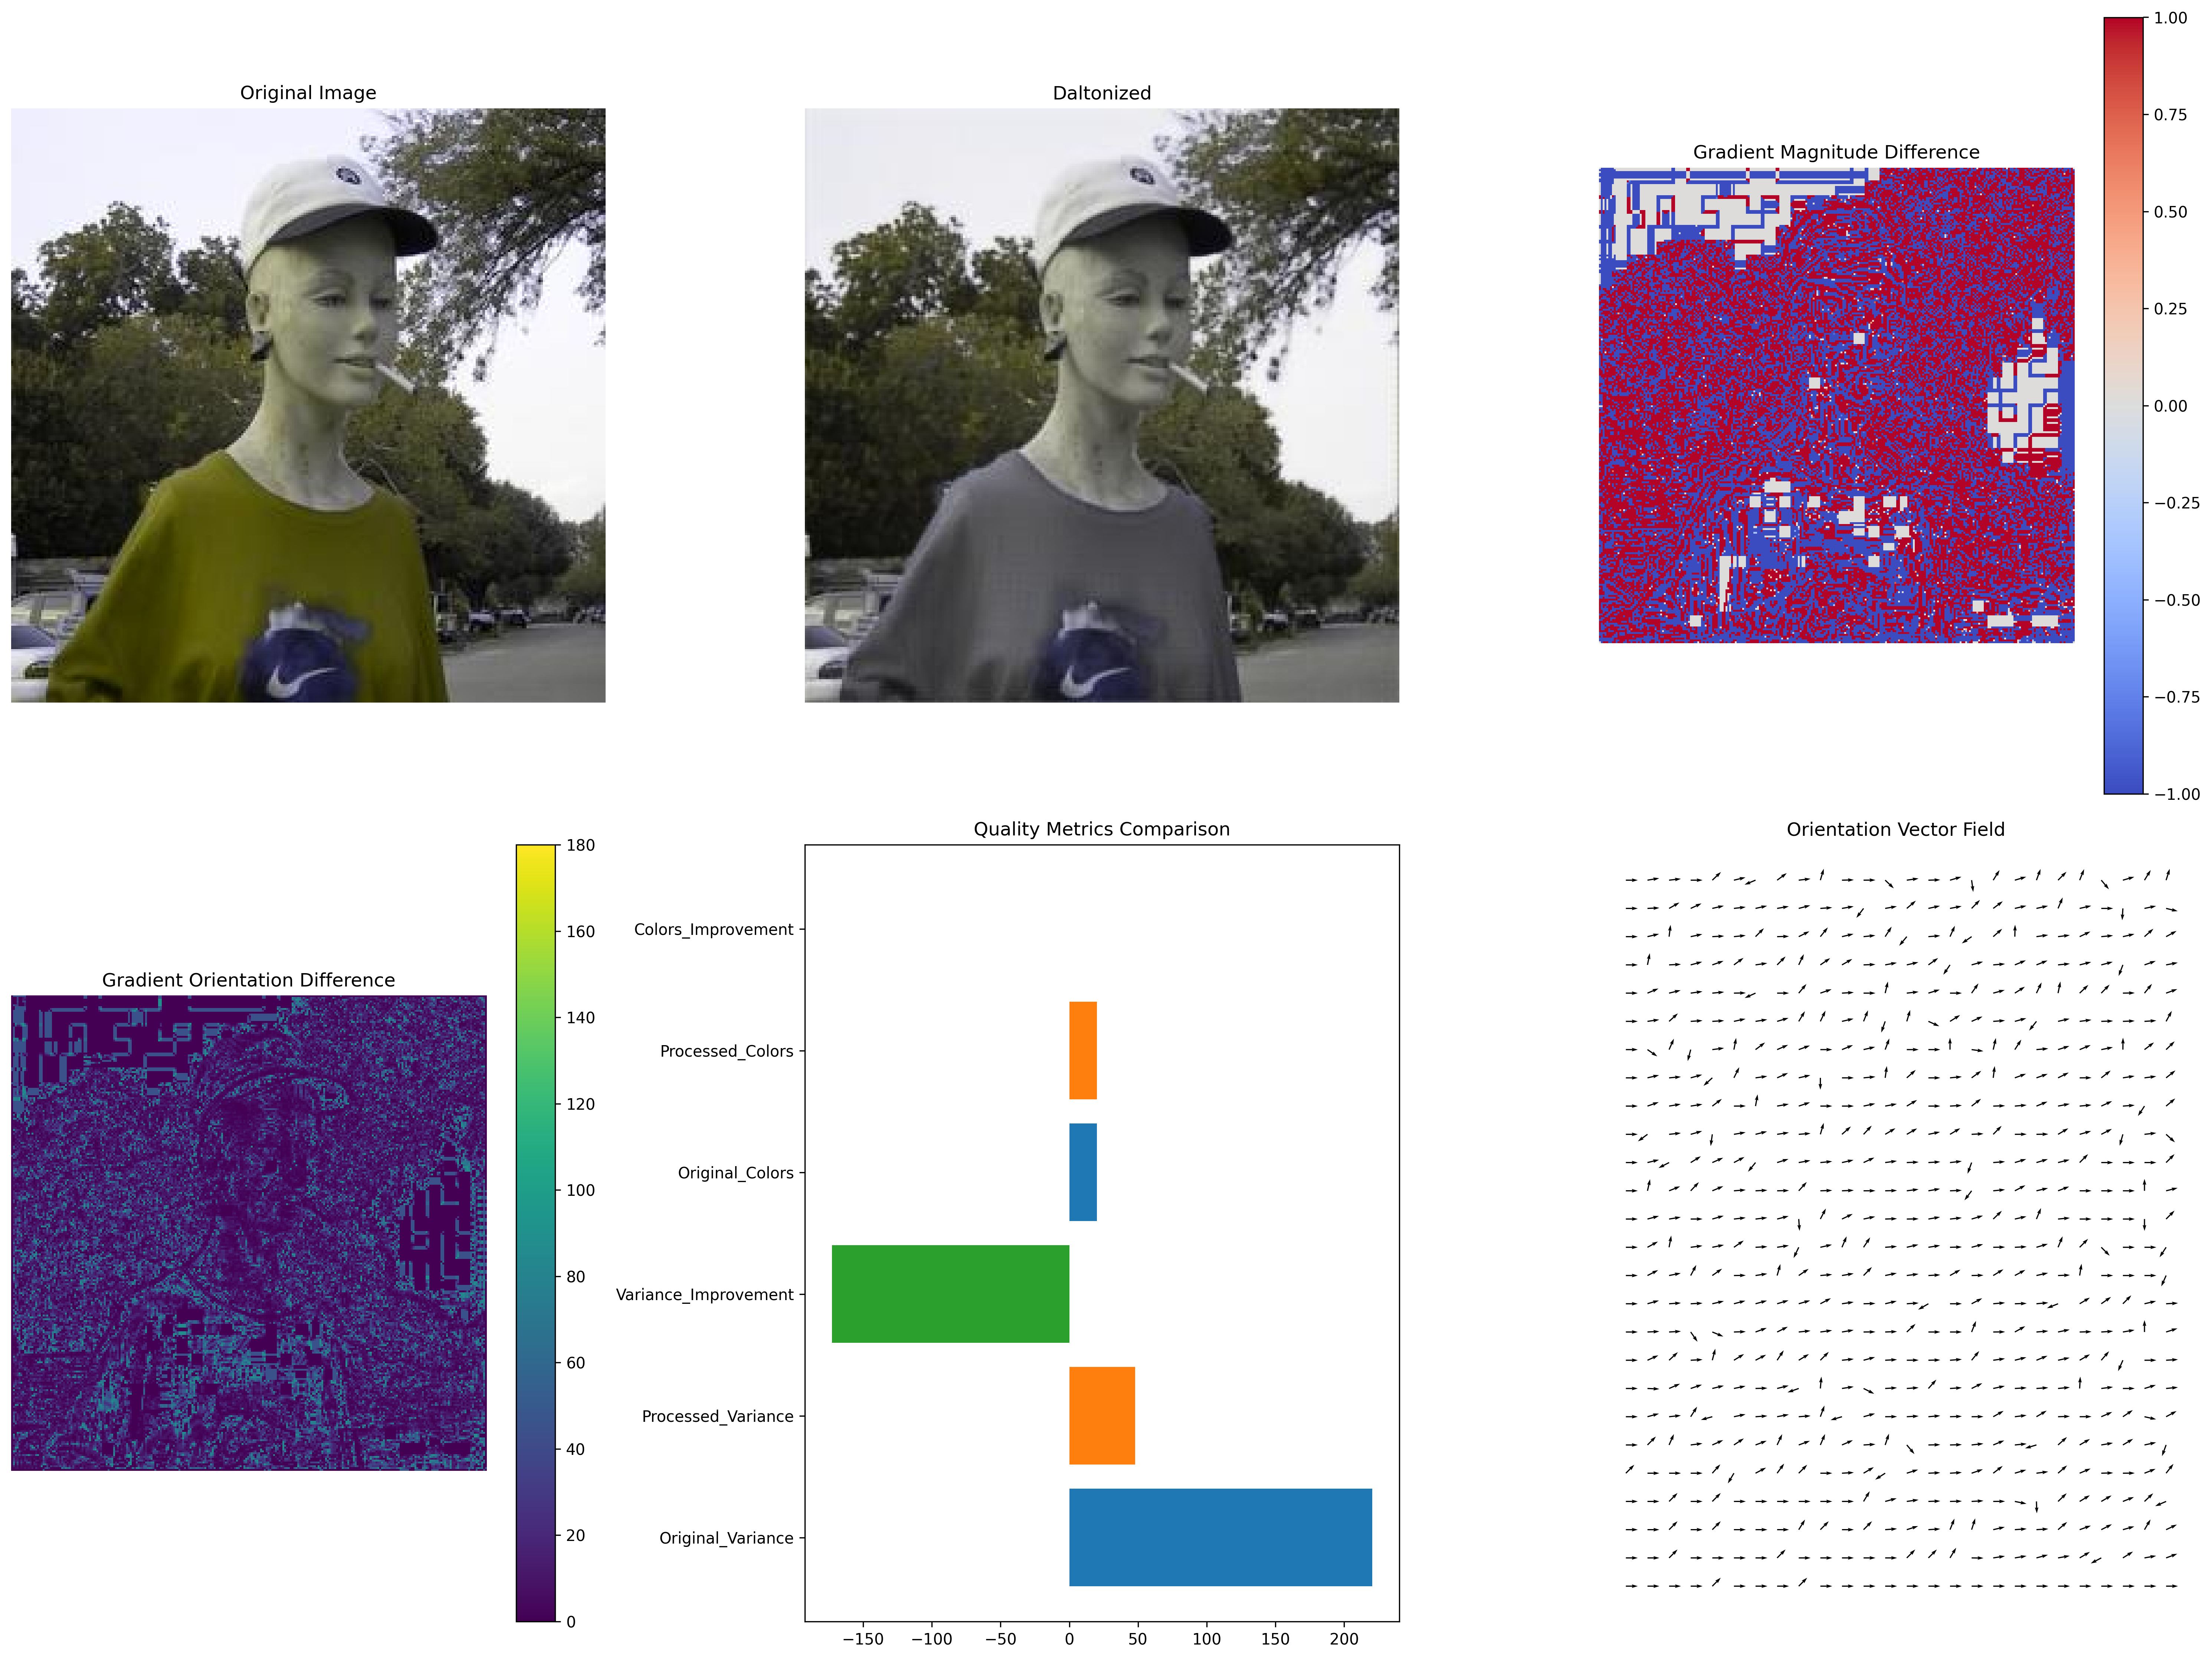 Original Image
Daltonized
Gradient Magnitude Difference
1.00
0.75
0.50
0.25
0.00
−0.25
−0.50
−0.75
−1.00
Gradient Orientation Difference
180
160
140
120
100
80
60
40
20
0
Quality Metrics Comparison
Colors_Improvement
Processed_Colors
Original_Colors
Variance_Improvement
Processed_Variance
Original_Variance
−150 −100 −50 0 50 100 150 200
Orientation Vector Field